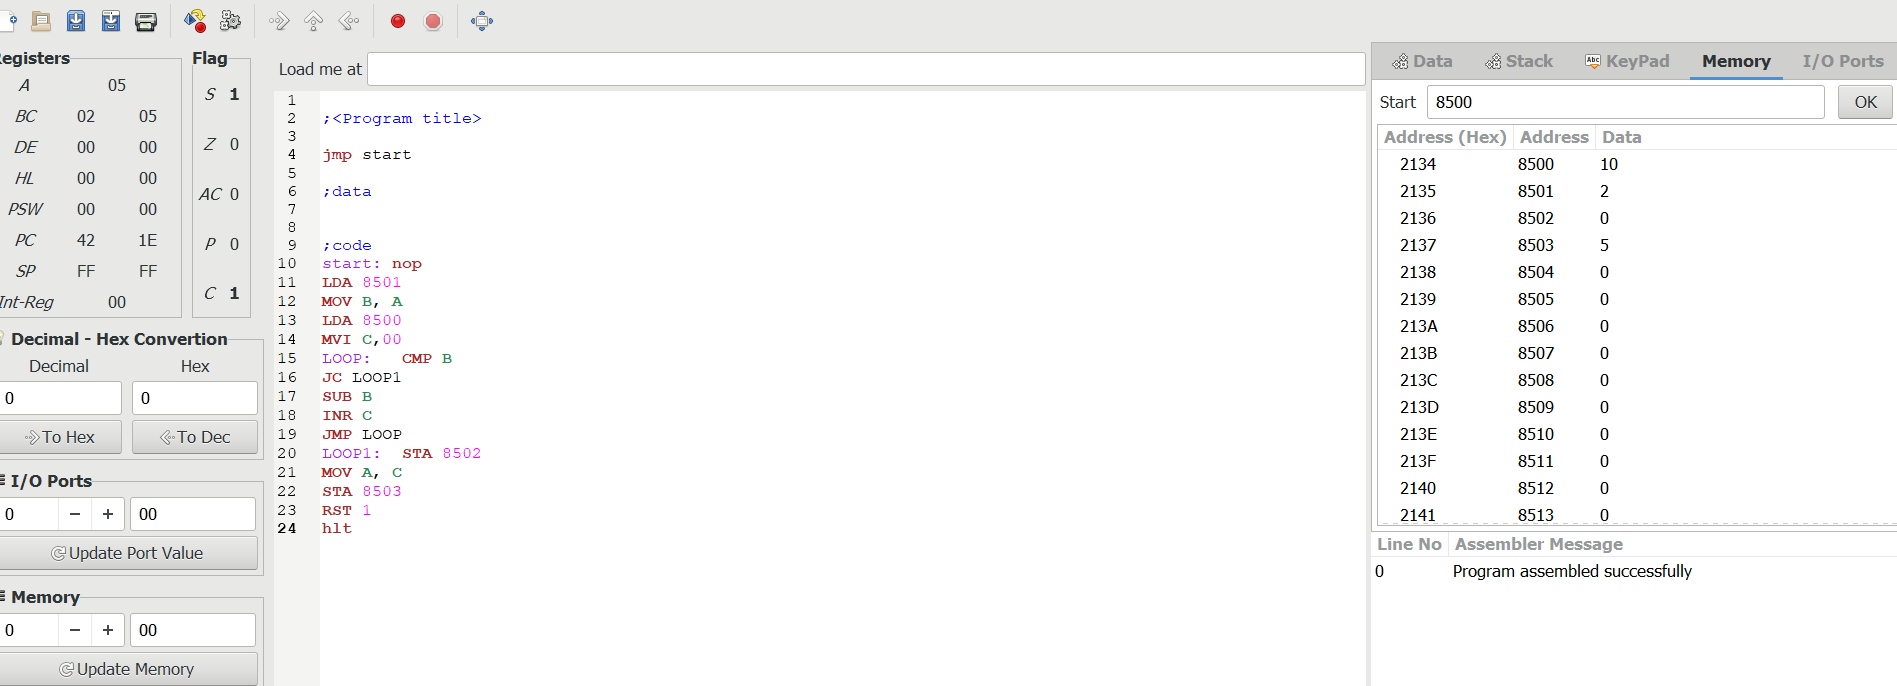 egisters
A 05
BC 02 05
DE 00 00
HL 00 00
PSW 00 00
PC 42 1E
SP FF FF
Int-Reg 00
Flag
S 1
Z 0
AC 0
P 0
C 1
Decimal - Hex Convertion
Decimal Hex
0 0
To Hex To Dec
I/O Ports
0 − + 00
Update Port Value
Memory
0 − + 00
Update Memory
Load me at
1
2 ;<Program title>
3
4 jmp start
5
6 ;data
7
8
9 ;code
10 start: nop
11 LDA 8501
12 MOV B, A
13 LDA 8500
14 MVI C,00
15 LOOP: CMP B
16 JC LOOP1
17 SUB B
18 INR C
19 JMP LOOP
20 LOOP1: STA 8502
21 MOV A, C
22 STA 8503
23 RST 1
24 hlt
Data Stack Abc KeyPad Memory I/O Ports
Start 8500 OK
Address (Hex) Address Data
2134 8500 10
2135 8501 2
2136 8502 0
2137 8503 5
2138 8504 0
2139 8505 0
213A 8506 0
213B 8507 0
213C 8508 0
213D 8509 0
213E 8510 0
213F 8511 0
2140 8512 0
2141 8513 0
Line No Assembler Message
0 Program assembled successfully